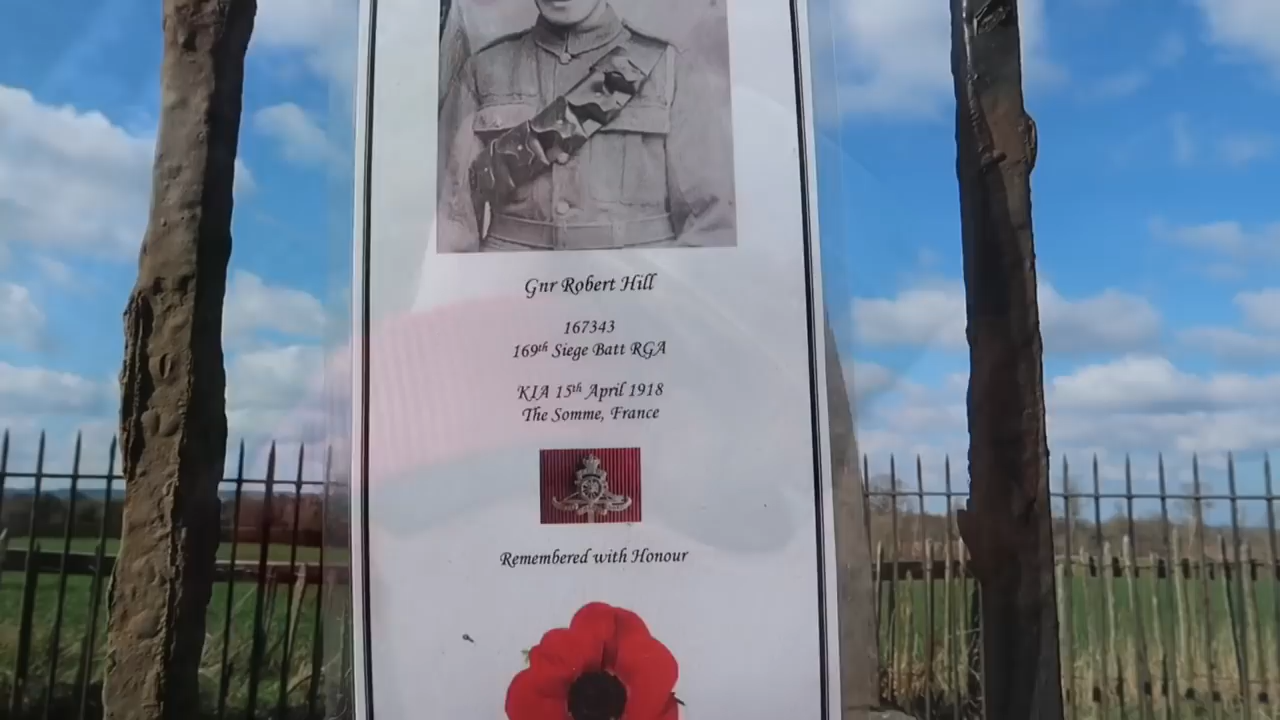 Gnr Robert Hill
167343
169th Siege Batt RGA
KIA 15th April 1918
The Somme, France
Remembered with Honour